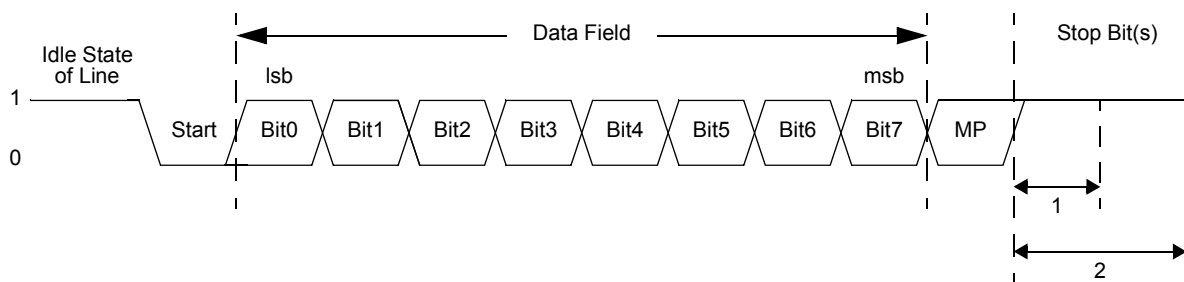 Data Field
Stop Bit(s)
Idle State
of Line
lsb
msb
1
Start
Bit0
Bit1
Bit2
Bit3
Bit4
Bit5
Bit6
Bit7
MP
0
1
2